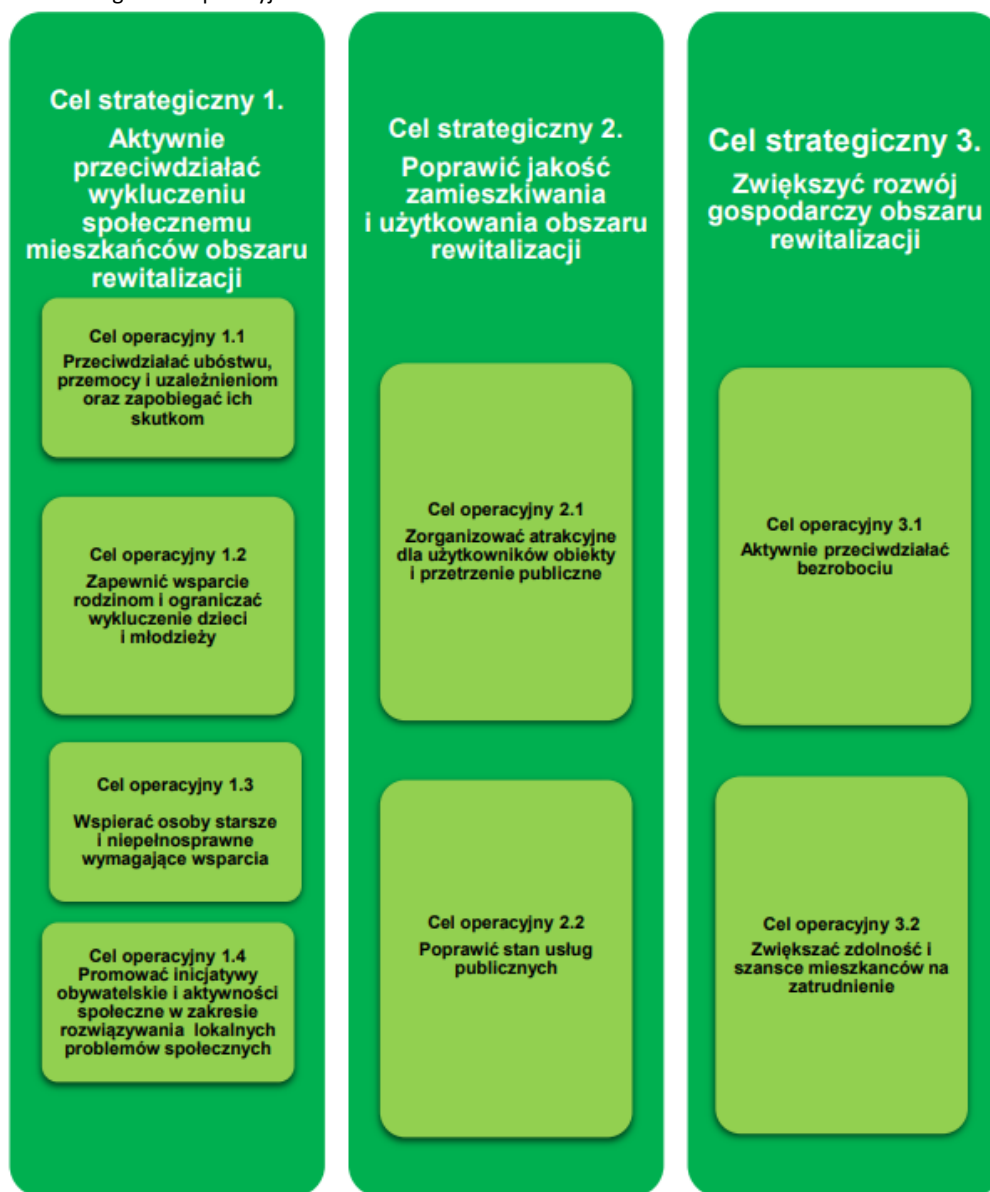 Cel strategiczny 1.
Aktywnie
przeciwdziałać
wykluczeniu
społecznemu
mieszkańców obszaru
rewitalizacji
Cel operacyjny 1.1
Przeciwdziałać ubóstwu,
przemocy i uzależnieniom
oraz zapobiegać ich
skutkom
Cel operacyjny 1.2
Zapewnić wsparcie
rodzinom i ograniczać
wykluczenie dzieci
i młodzieży
Cel operacyjny 1.3
Wspierać osoby starsze
i niepełnosprawne
wymagające wsparcia
Cel operacyjny 1.4
Promować inicjatywy
obywatelskie i aktywności
społeczne w zakresie
rozwiązywania lokalnych
problemów społecznych
Cel strategiczny 2.
Poprawić jakość
zamieszkiwania
i użytkowania obszaru
rewitalizacji
Cel operacyjny 2.1
Zorganizować atrakcyjne
dla użytkowników obiekty
i przetrzenie publiczne
Cel operacyjny 2.2
Poprawić stan usług
publicznych
Cel strategiczny 3.
Zwiększyć rozwój
gospodarczy obszaru
rewitalizacji
Cel operacyjny 3.1
Aktywnie przeciwdziałać
bezrobociu
Cel operacyjny 3.2
Zwiększać zdolność i
szansce mieszkanców na
zatrudnienie